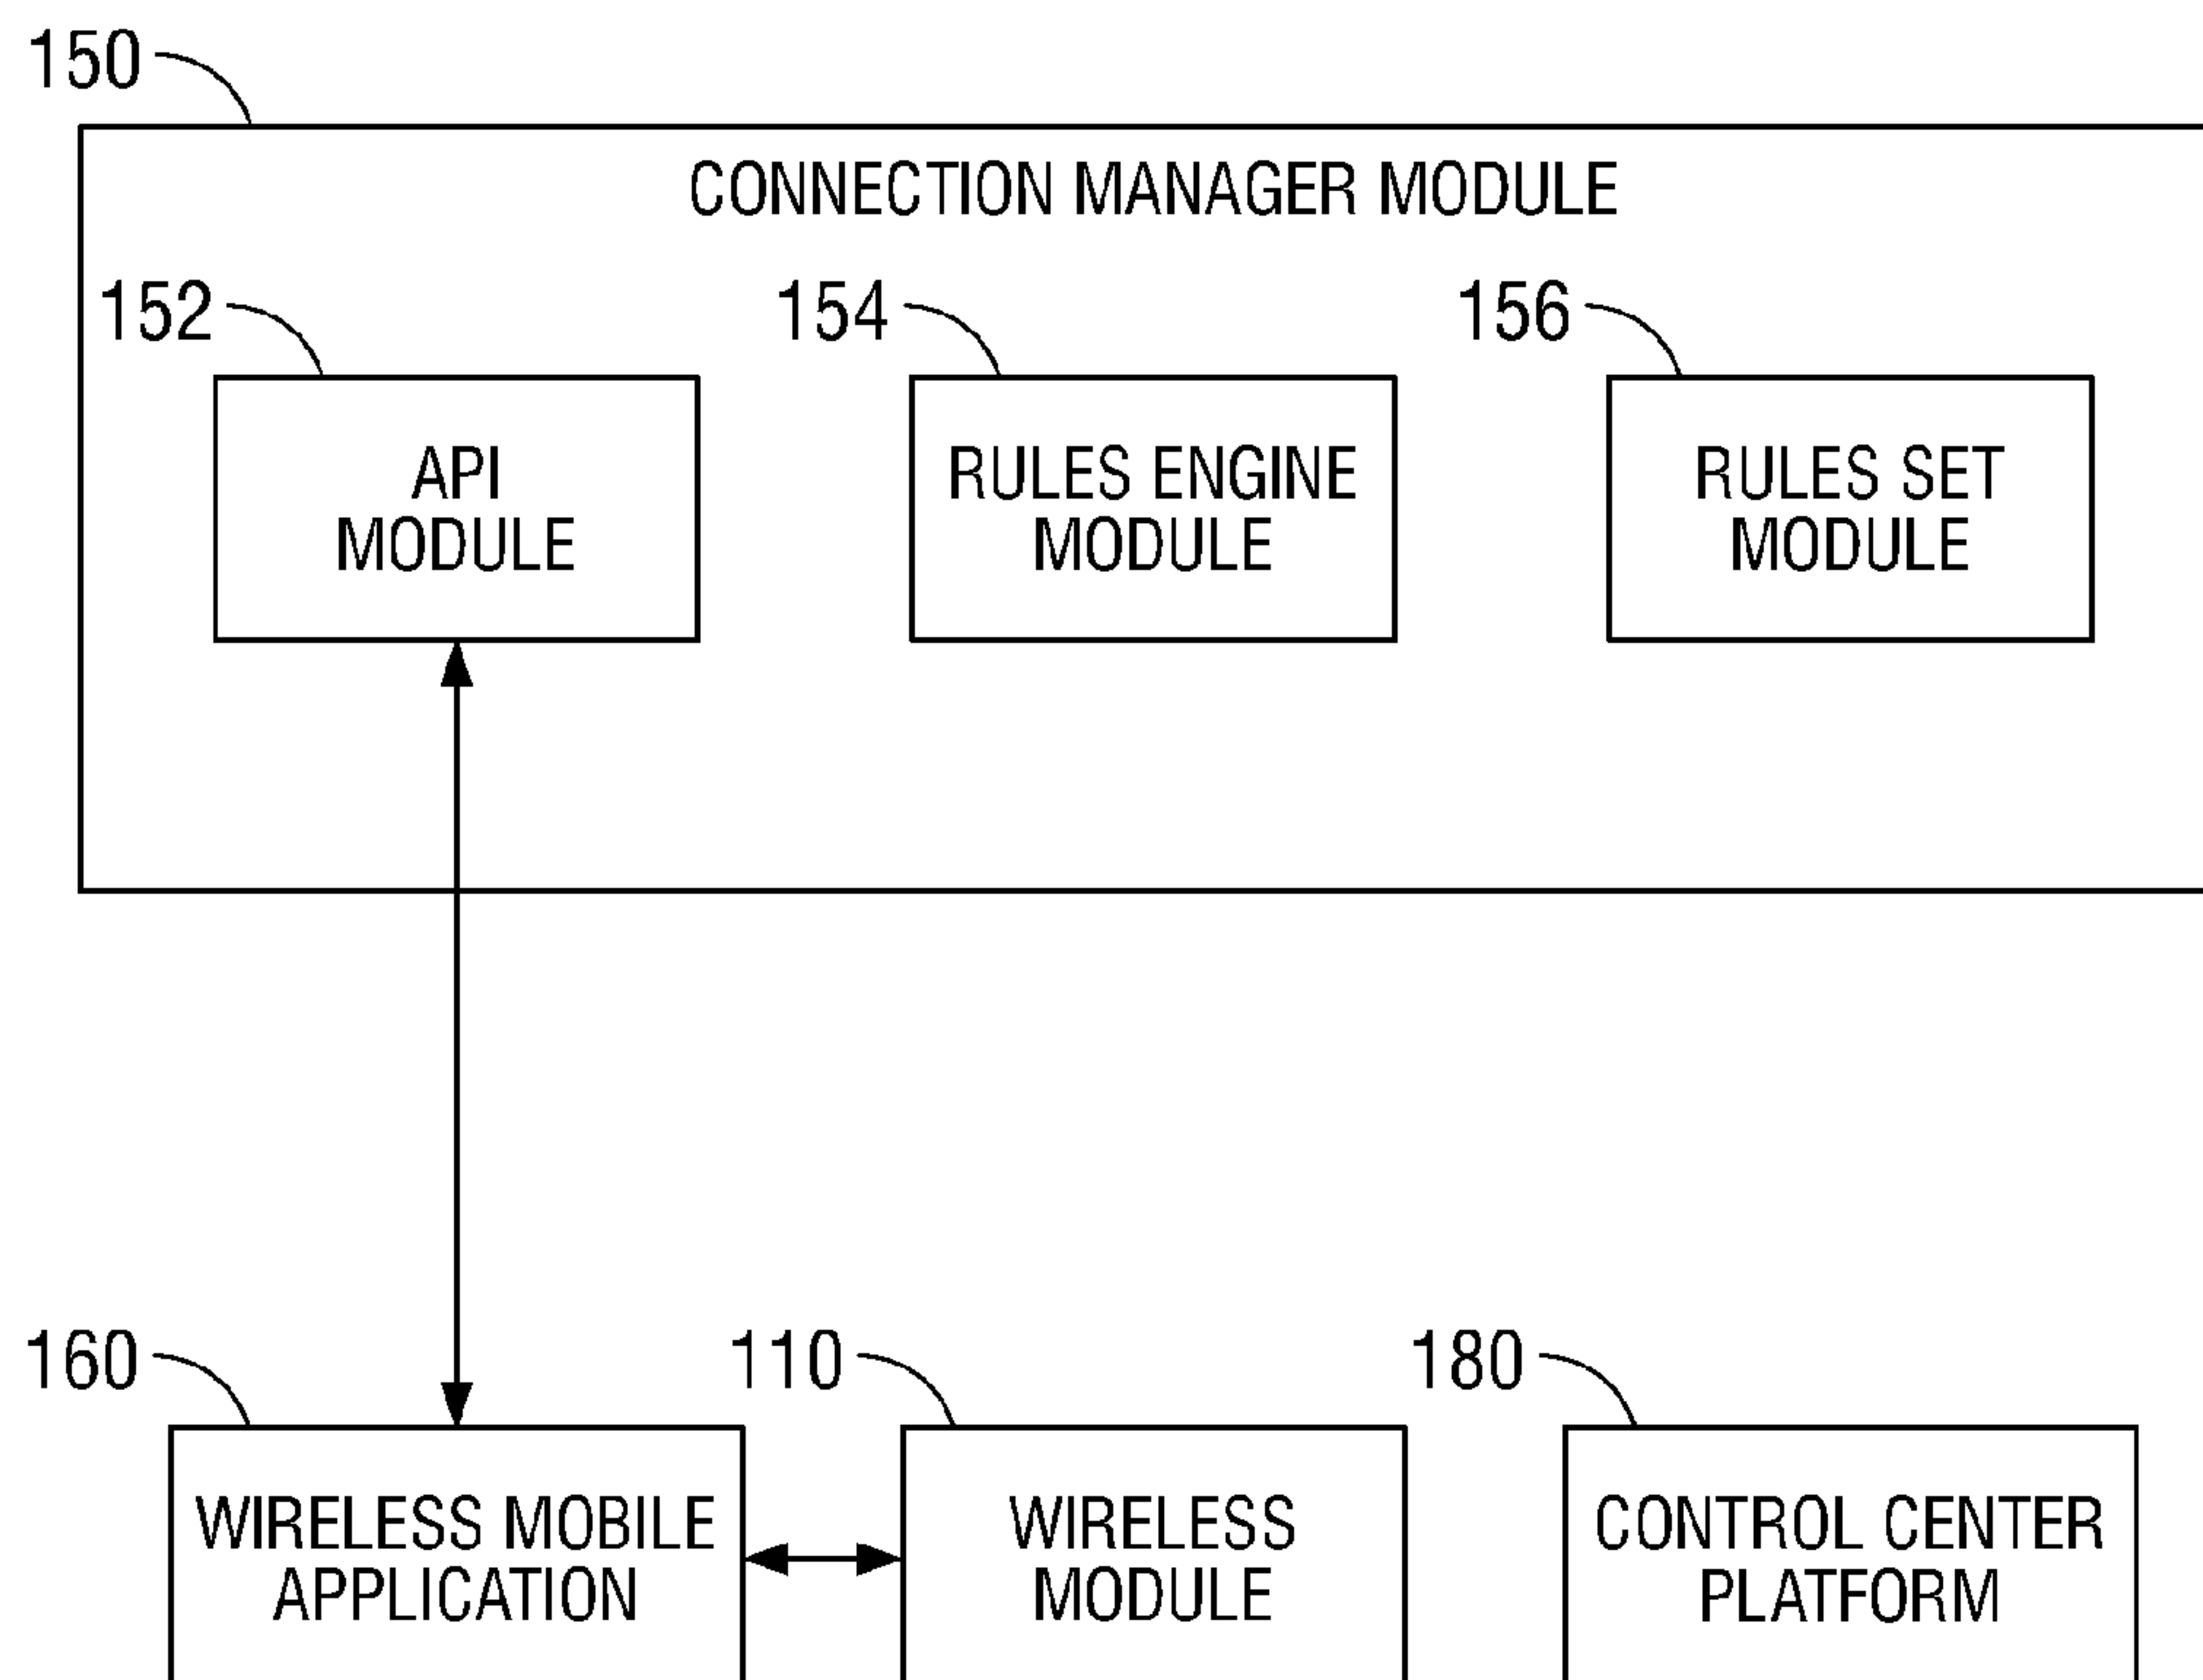 150
CONNECTION MANAGER MODULE
152
154
156
API
MODULE
RULES ENGINE
MODULE
RULES SET
MODULE
160
110
180
WIRELESS MOBILE
APPLICATION
WIRELESS
MODULE
CONTROL CENTER
PLATFORM